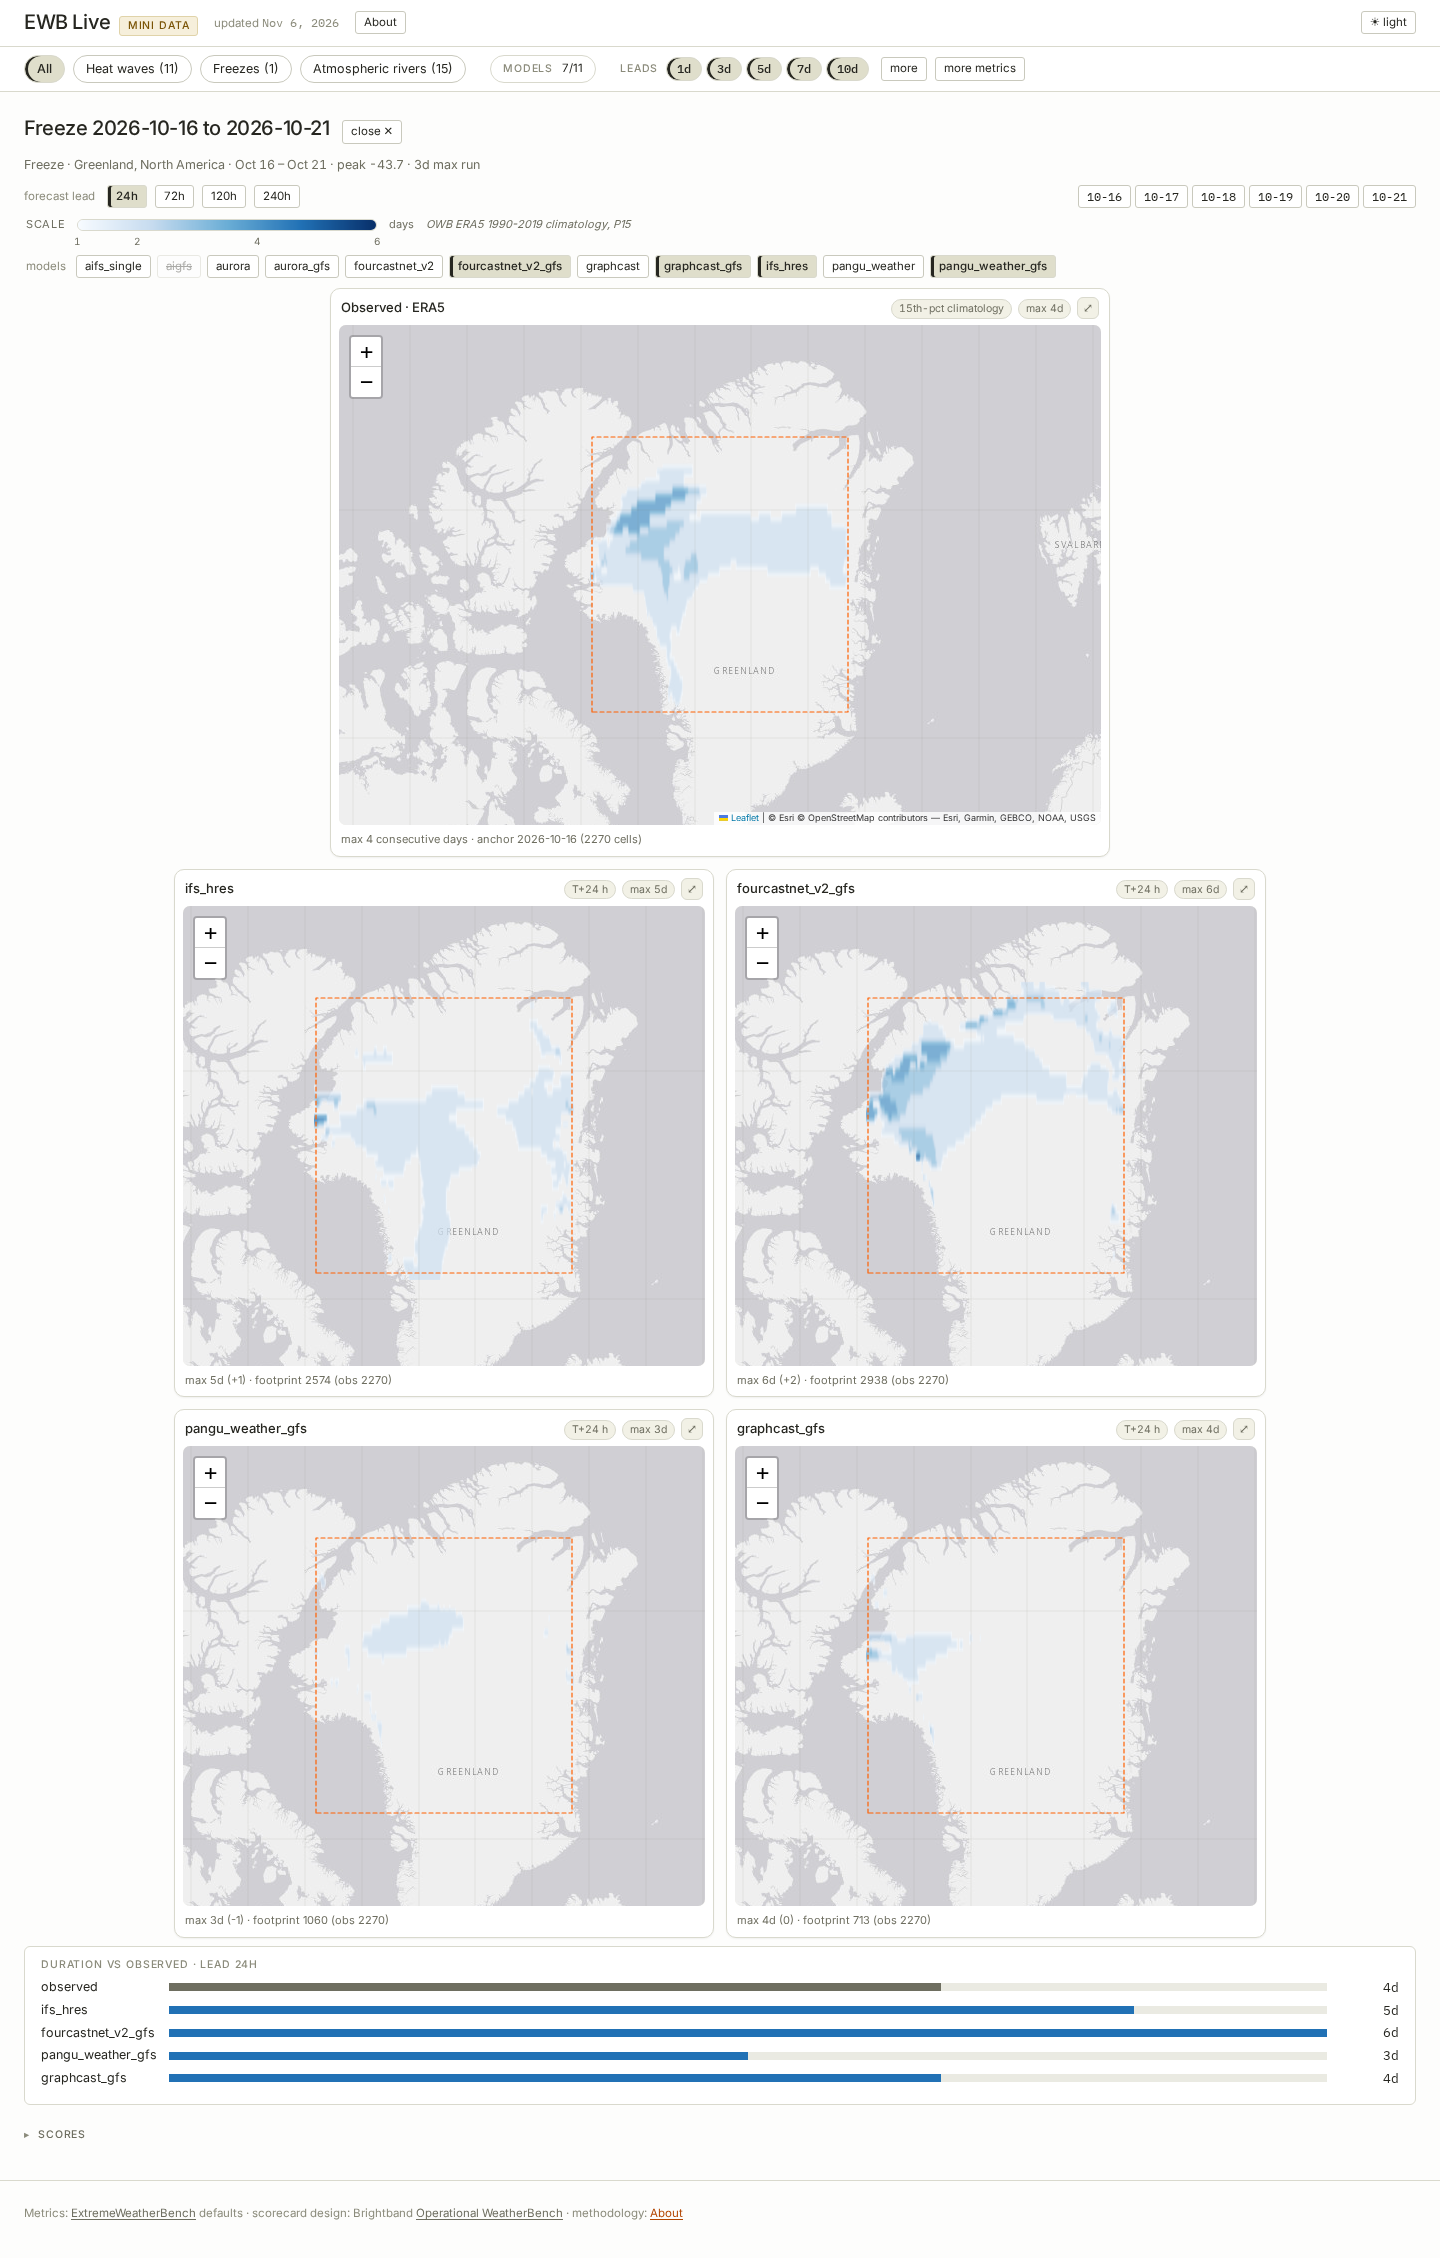 EWB Live MINI DATA updated Nov 6, 2026 About ☀ light
All Heat waves (11) Freezes (1) Atmospheric rivers (15) MODELS 7/11 LEADS 1d 3d 5d 7d 10d more more metrics
Freeze 2026-10-16 to 2026-10-21 close ✕
Freeze · Greenland, North America · Oct 16 – Oct 21 · peak -43.7 · 3d max run
forecast lead 24h 72h 120h 240h 10-16 10-17 10-18 10-19 10-20 10-21
SCALE days OWB ERA5 1990-2019 climatology, P15
1 2 4 6
models aifs_single aigfs aurora aurora_gfs fourcastnet_v2 fourcastnet_v2_gfs graphcast graphcast_gfs ifs_hres pangu_weather pangu_weather_gfs
Observed · ERA5 15th-pct climatology max 4d ⤢
+
−
SVALBAR
GREENLAND
Leaflet | © Esri © OpenStreetMap contributors — Esri, Garmin, GEBCO, NOAA, USGS
max 4 consecutive days · anchor 2026-10-16 (2270 cells)
ifs_hres T+24 h max 5d ⤢
+
−
GREENLAND
max 5d (+1) · footprint 2574 (obs 2270)
fourcastnet_v2_gfs T+24 h max 6d ⤢
+
−
GREENLAND
max 6d (+2) · footprint 2938 (obs 2270)
pangu_weather_gfs T+24 h max 3d ⤢
+
−
GREENLAND
max 3d (-1) · footprint 1060 (obs 2270)
graphcast_gfs T+24 h max 4d ⤢
+
−
GREENLAND
max 4d (0) · footprint 713 (obs 2270)
DURATION VS OBSERVED · LEAD 24H
observed 4d
ifs_hres 5d
fourcastnet_v2_gfs 6d
pangu_weather_gfs 3d
graphcast_gfs 4d
▸ SCORES
Metrics: ExtremeWeatherBench defaults · scorecard design: Brightband Operational WeatherBench · methodology: About